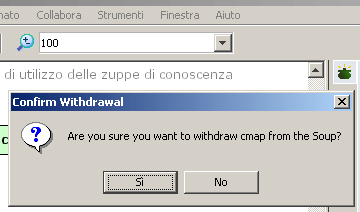 Collabora Strumenti Finestra Aiuto
100
di utilizzo delle zuppe di conoscenza
Confirm Withdrawal
Are you sure you want to withdraw cmap from the Soup?
Sì No